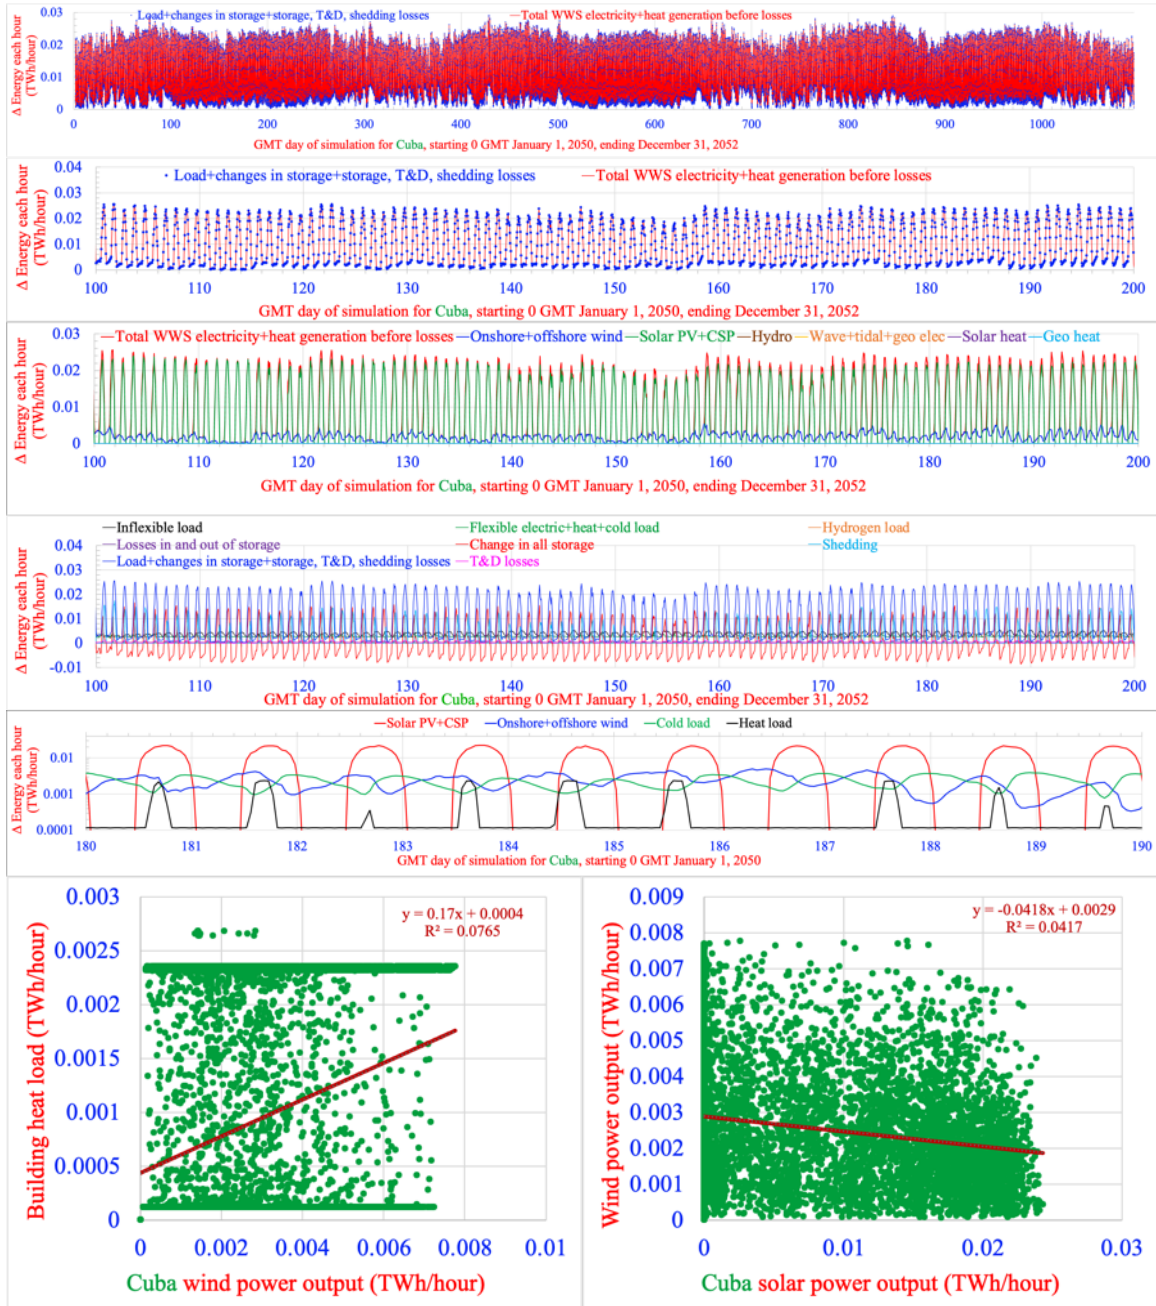 Load+changes in storage+storage, T&D, shedding losses —Total WWS electricity+heat generation before losses
Δ Energy each hour
(TWh/hour)
0.03
0.02
0.01
0
0 100 200 300 400 500 600 700 800 900 1000
GMT day of simulation for Cuba, starting 0 GMT January 1, 2050, ending December 31, 2052
• Load+changes in storage+storage, T&D, shedding losses —Total WWS electricity+heat generation before losses
Δ Energy each hour
(TWh/hour)
0.04
0.03
0.02
0.01
0
100 110 120 130 140 150 160 170 180 190 200
GMT day of simulation for Cuba, starting 0 GMT January 1, 2050, ending December 31, 2052
—Total WWS electricity+heat generation before losses —Onshore+offshore wind —Solar PV+CSP —Hydro —Wave+tidal+geo elec —Solar heat —Geo heat
Δ Energy each hour
(TWh/hour)
0.03
0.02
0.01
0
100 110 120 130 140 150 160 170 180 190 200
GMT day of simulation for Cuba, starting 0 GMT January 1, 2050, ending December 31, 2052
—Inflexible load —Flexible electric+heat+cold load —Hydrogen load
—Losses in and out of storage —Change in all storage —Shedding
—Load+changes in storage+storage, T&D, shedding losses —T&D losses
Δ Energy each hour
(TWh/hour)
0.04
0.03
0.02
0.01
0
-0.01
100 110 120 130 140 150 160 170 180 190 200
GMT day of simulation for Cuba, starting 0 GMT January 1, 2050, ending December 31, 2052
—Solar PV+CSP —Onshore+offshore wind —Cold load —Heat load
Δ Energy each hour
(TWh/hour)
0.01
0.001
0.0001
180 181 182 183 184 185 186 187 188 189 190
GMT day of simulation for Cuba, starting 0 GMT January 1, 2050
Building heat load (TWh/hour)
0.003
0.0025
0.002
0.0015
0.001
0.0005
0
y = 0.17x + 0.0004
R² = 0.0765
0 0.002 0.004 0.006 0.008 0.01
Cuba wind power output (TWh/hour)
Wind power output (TWh/hour)
0.009
0.008
0.007
0.006
0.005
0.004
0.003
0.002
0.001
0
y = -0.0418x + 0.0029
R² = 0.0417
0 0.01 0.02 0.03
Cuba solar power output (TWh/hour)